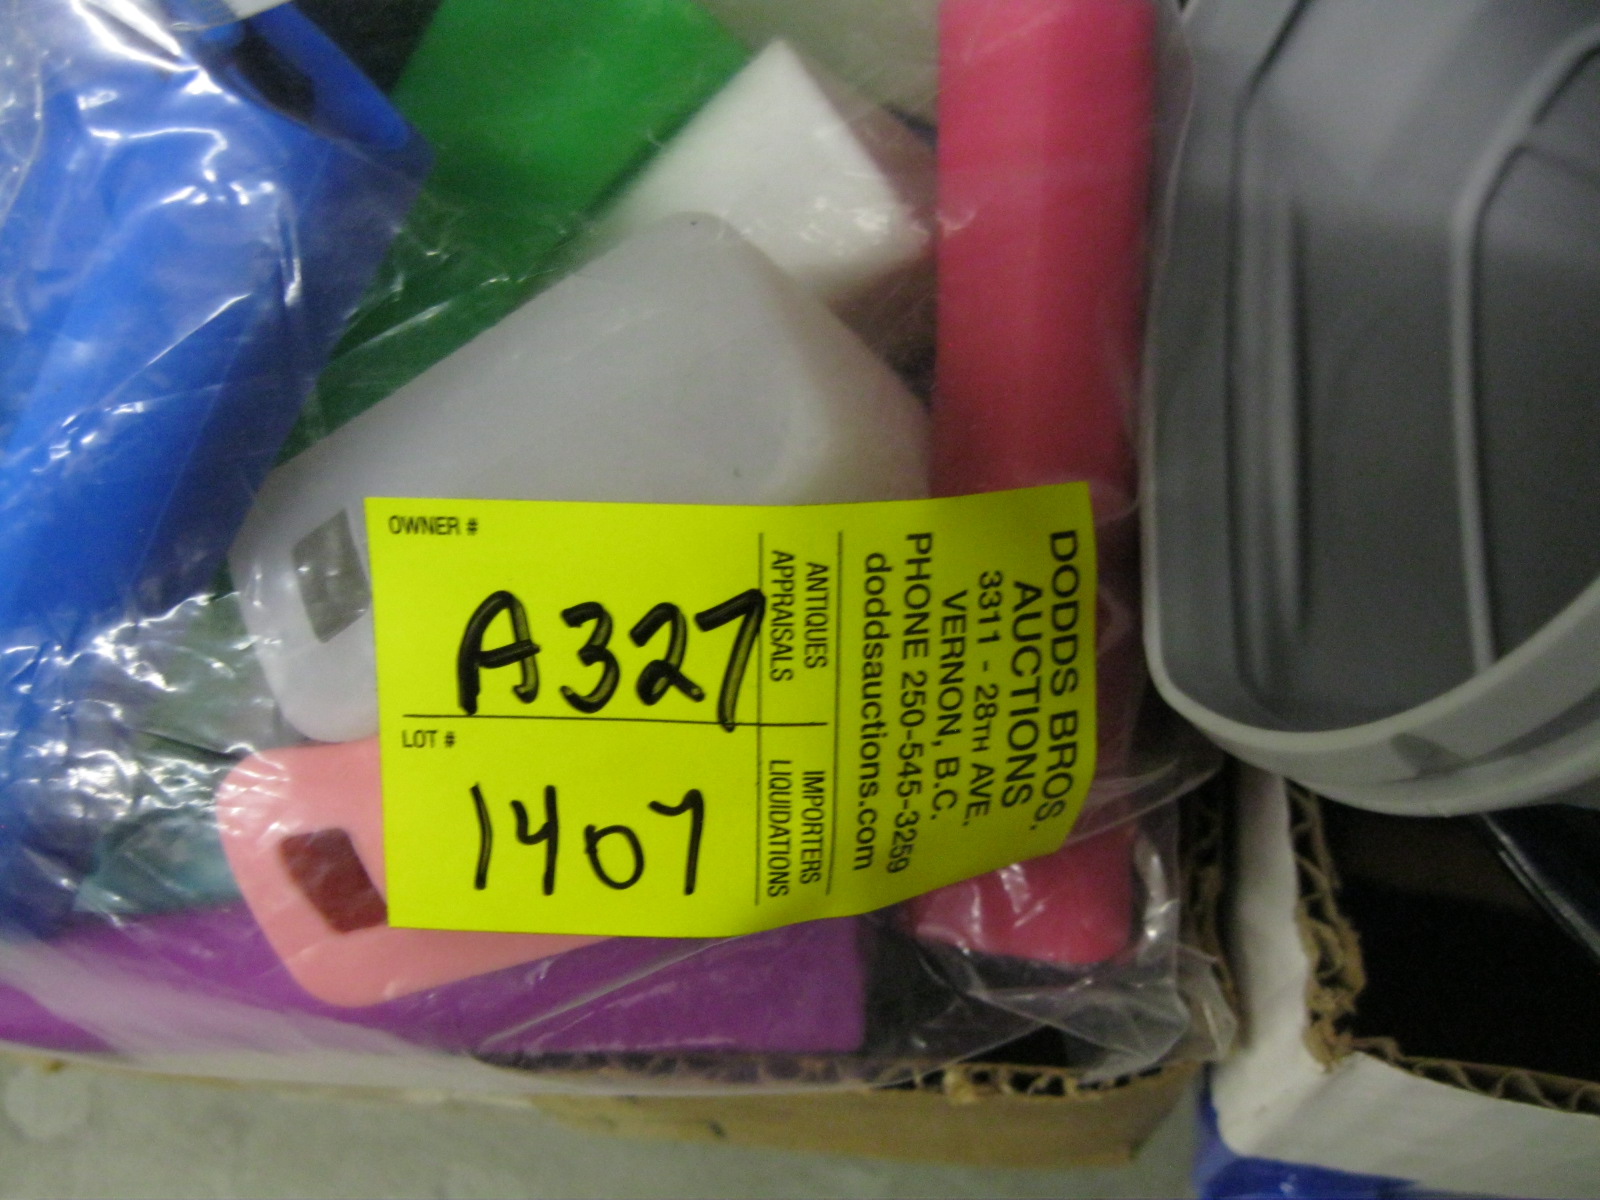 OWNER #
A327
LOT #
1407
ANTIQUES
APPRAISALS
IMPORTERS
LIQUIDATIONS
DODDS BROS.
AUCTIONS
3311 - 28TH AVE.
VERNON, B.C.
PHONE 250-545-3259
doddsauctions.com